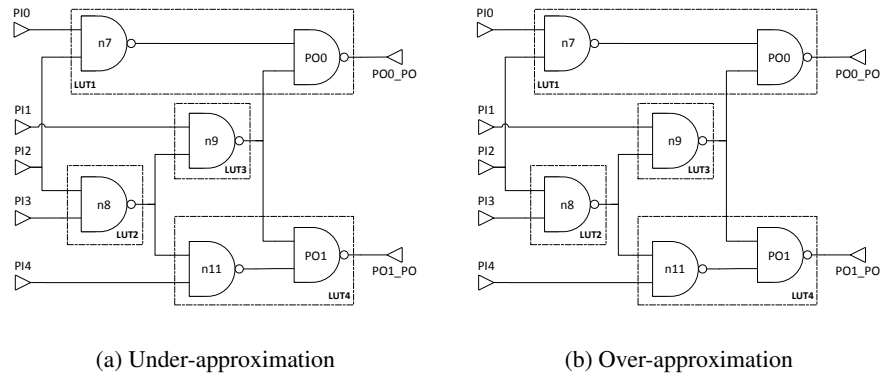 PI0
n7
PO0
PO0_PO
LUT1
PI1
n9
PI2
LUT3
PI3
n8
LUT2
PO1
PI4
n11
PO1_PO
LUT4
(a) Under-approximation
PI0
n7
PO0
PO0_PO
LUT1
PI1
n9
PI2
LUT3
PI3
n8
LUT2
PO1
PI4
n11
PO1_PO
LUT4
(b) Over-approximation